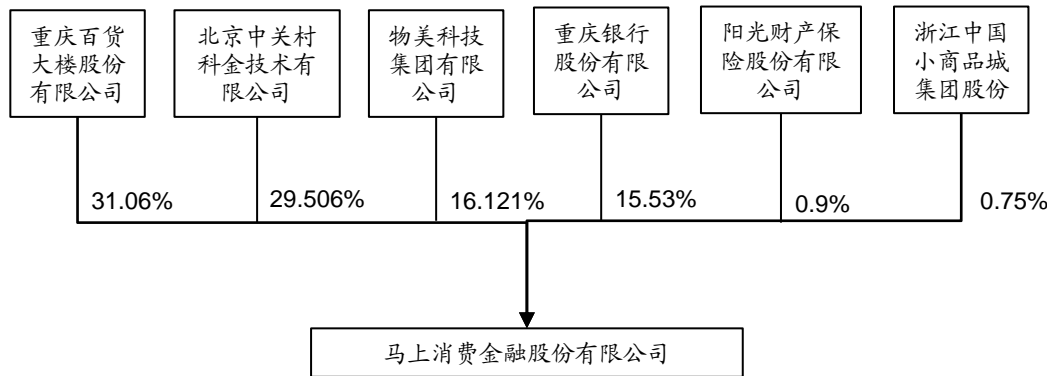 重庆百货
大楼股份
有限公司
北京中关村
科金技术有
限公司
物美科技
集团有限
公司
重庆银行
股份有限
公司
阳光财产保
险股份有限
公司
浙江中国
小商品城
集团股份
31.06%
29.506%
16.121%
15.53%
0.9%
0.75%
马上消费金融股份有限公司